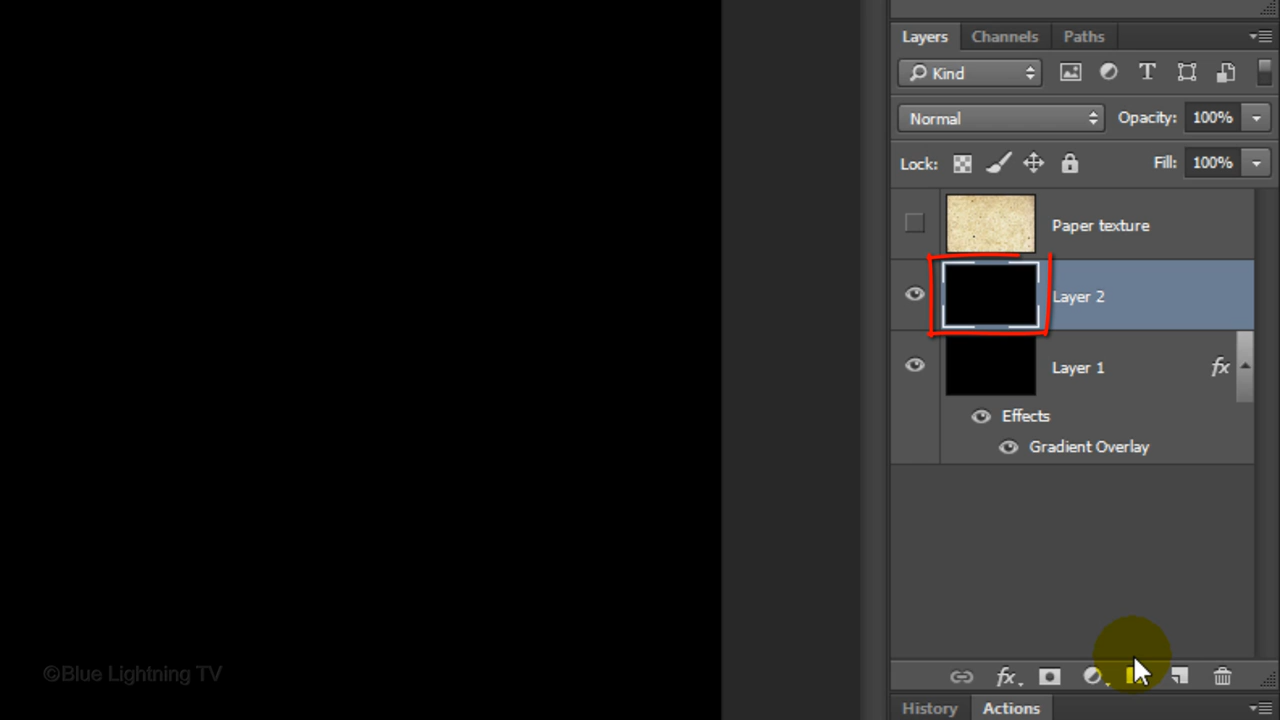 Layers Channels Paths
Kind T
Normal Opacity: 100%
Lock: Fill: 100%
Paper texture
Layer 2
Layer 1 fx
Effects
Gradient Overlay
©Blue Lightning TV
fx
History Actions